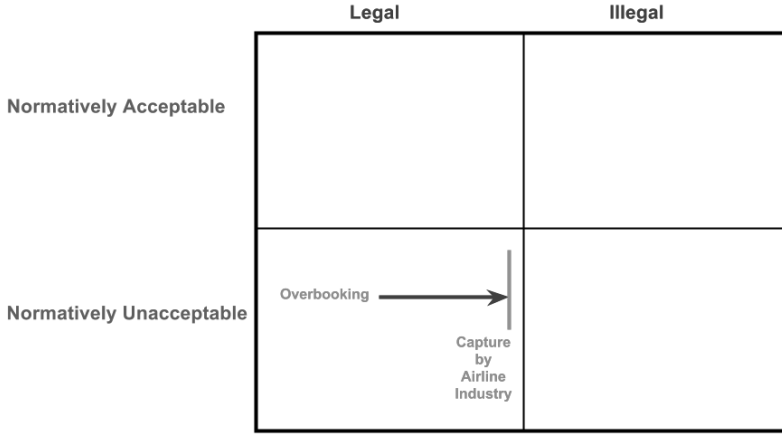 Legal
Illegal
Normatively Acceptable
Normatively Unacceptable
Overbooking
Capture
by
Airline
Industry